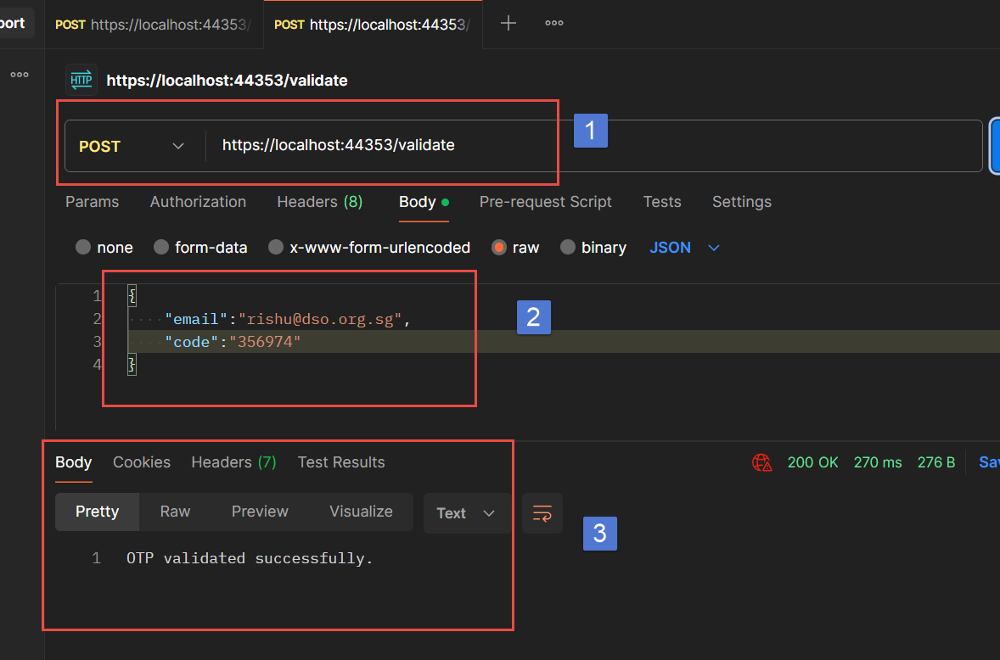 port POST https://localhost:44353/ POST https://localhost:44353/
HTTP https://localhost:44353/validate
1
POST https://localhost:44353/validate
Params Authorization Headers (8) Body Pre-request Script Tests Settings
none form-data x-www-form-urlencoded raw binary JSON
1 {
2 "email":"rishu@dso.org.sg",
2
3 "code":"356974"
4 }
Body Cookies Headers (7) Test Results 200 OK 270 ms 276 B Sav
Pretty Raw Preview Visualize Text
3
1 OTP validated successfully.